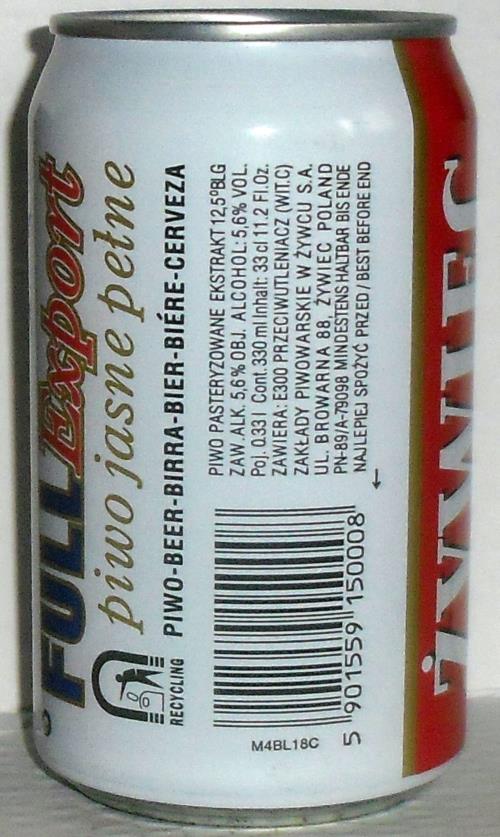 FULL Export
piwo jasne pełne
PIWO-BEER-BIRRA-BIER-BIÉRE-CERVEZA
RECYCLING
PIWO PASTERYZOWANE EKSTRAKT 12,5°BLG
ZAW. ALK. 5,6% OBJ. ALCOHOL: 5,6% VOL.
Poj. 0.33 l Cont. 330 ml Inhalt: 33 cl 11.2 Fl.Oz.
ZAWIERA: E300 PRZECIWUTLENIACZ (WIT.C)
ZAKŁADY PIWOWARSKIE W ŻYWCU S.A.
UL. BROWARNA 88, ŻYWIEC POLAND
PN-89/A-79098 MINDESTENS HALTBAR BIS ENDE
NAJLEPIEJ SPOŻYĆ PRZED / BEST BEFORE END
←
M4BL18C
5 901559 150008
ŻYWIEC